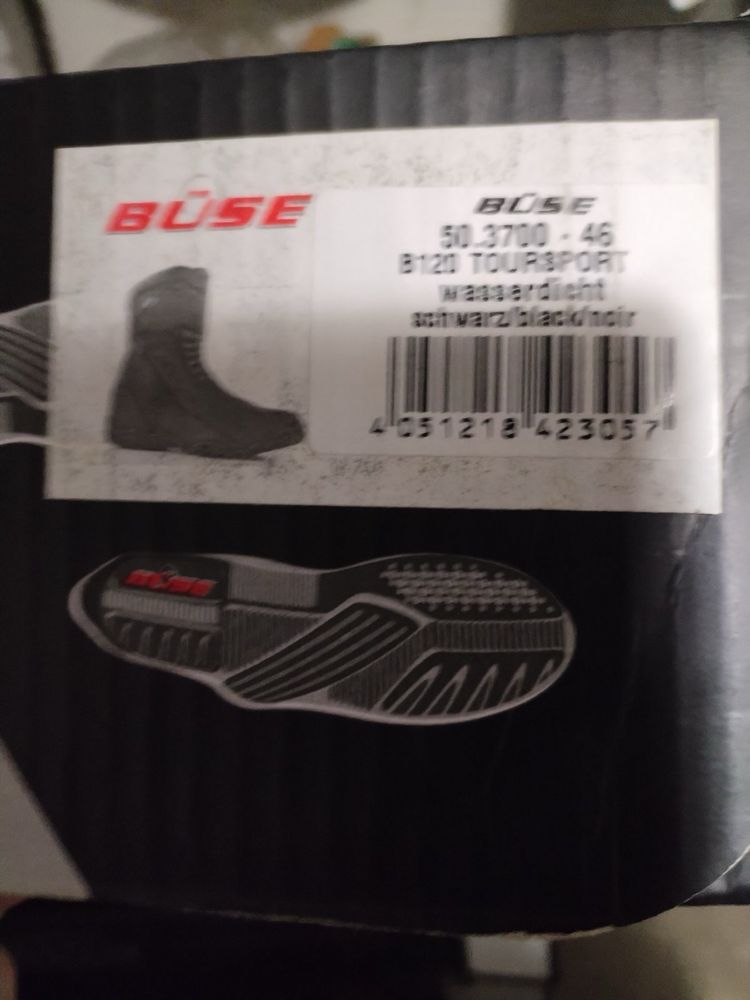 BÜSE
BÜSE
50.3700 - 46
B120 TOURSPORT
wasserdicht
schwarz/black/noir
4 051218 423057
BÜSE